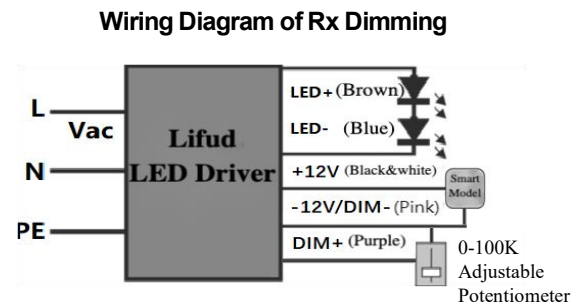 Wiring Diagram of Rx Dimming
L
Vac
N
PE
Lifud
LED Driver
LED+ (Brown)
LED- (Blue)
+12V (Black&white)
-12V/DIM- (Pink)
DIM+ (Purple)
Smart
Model
0-100K
Adjustable
Potentiometer